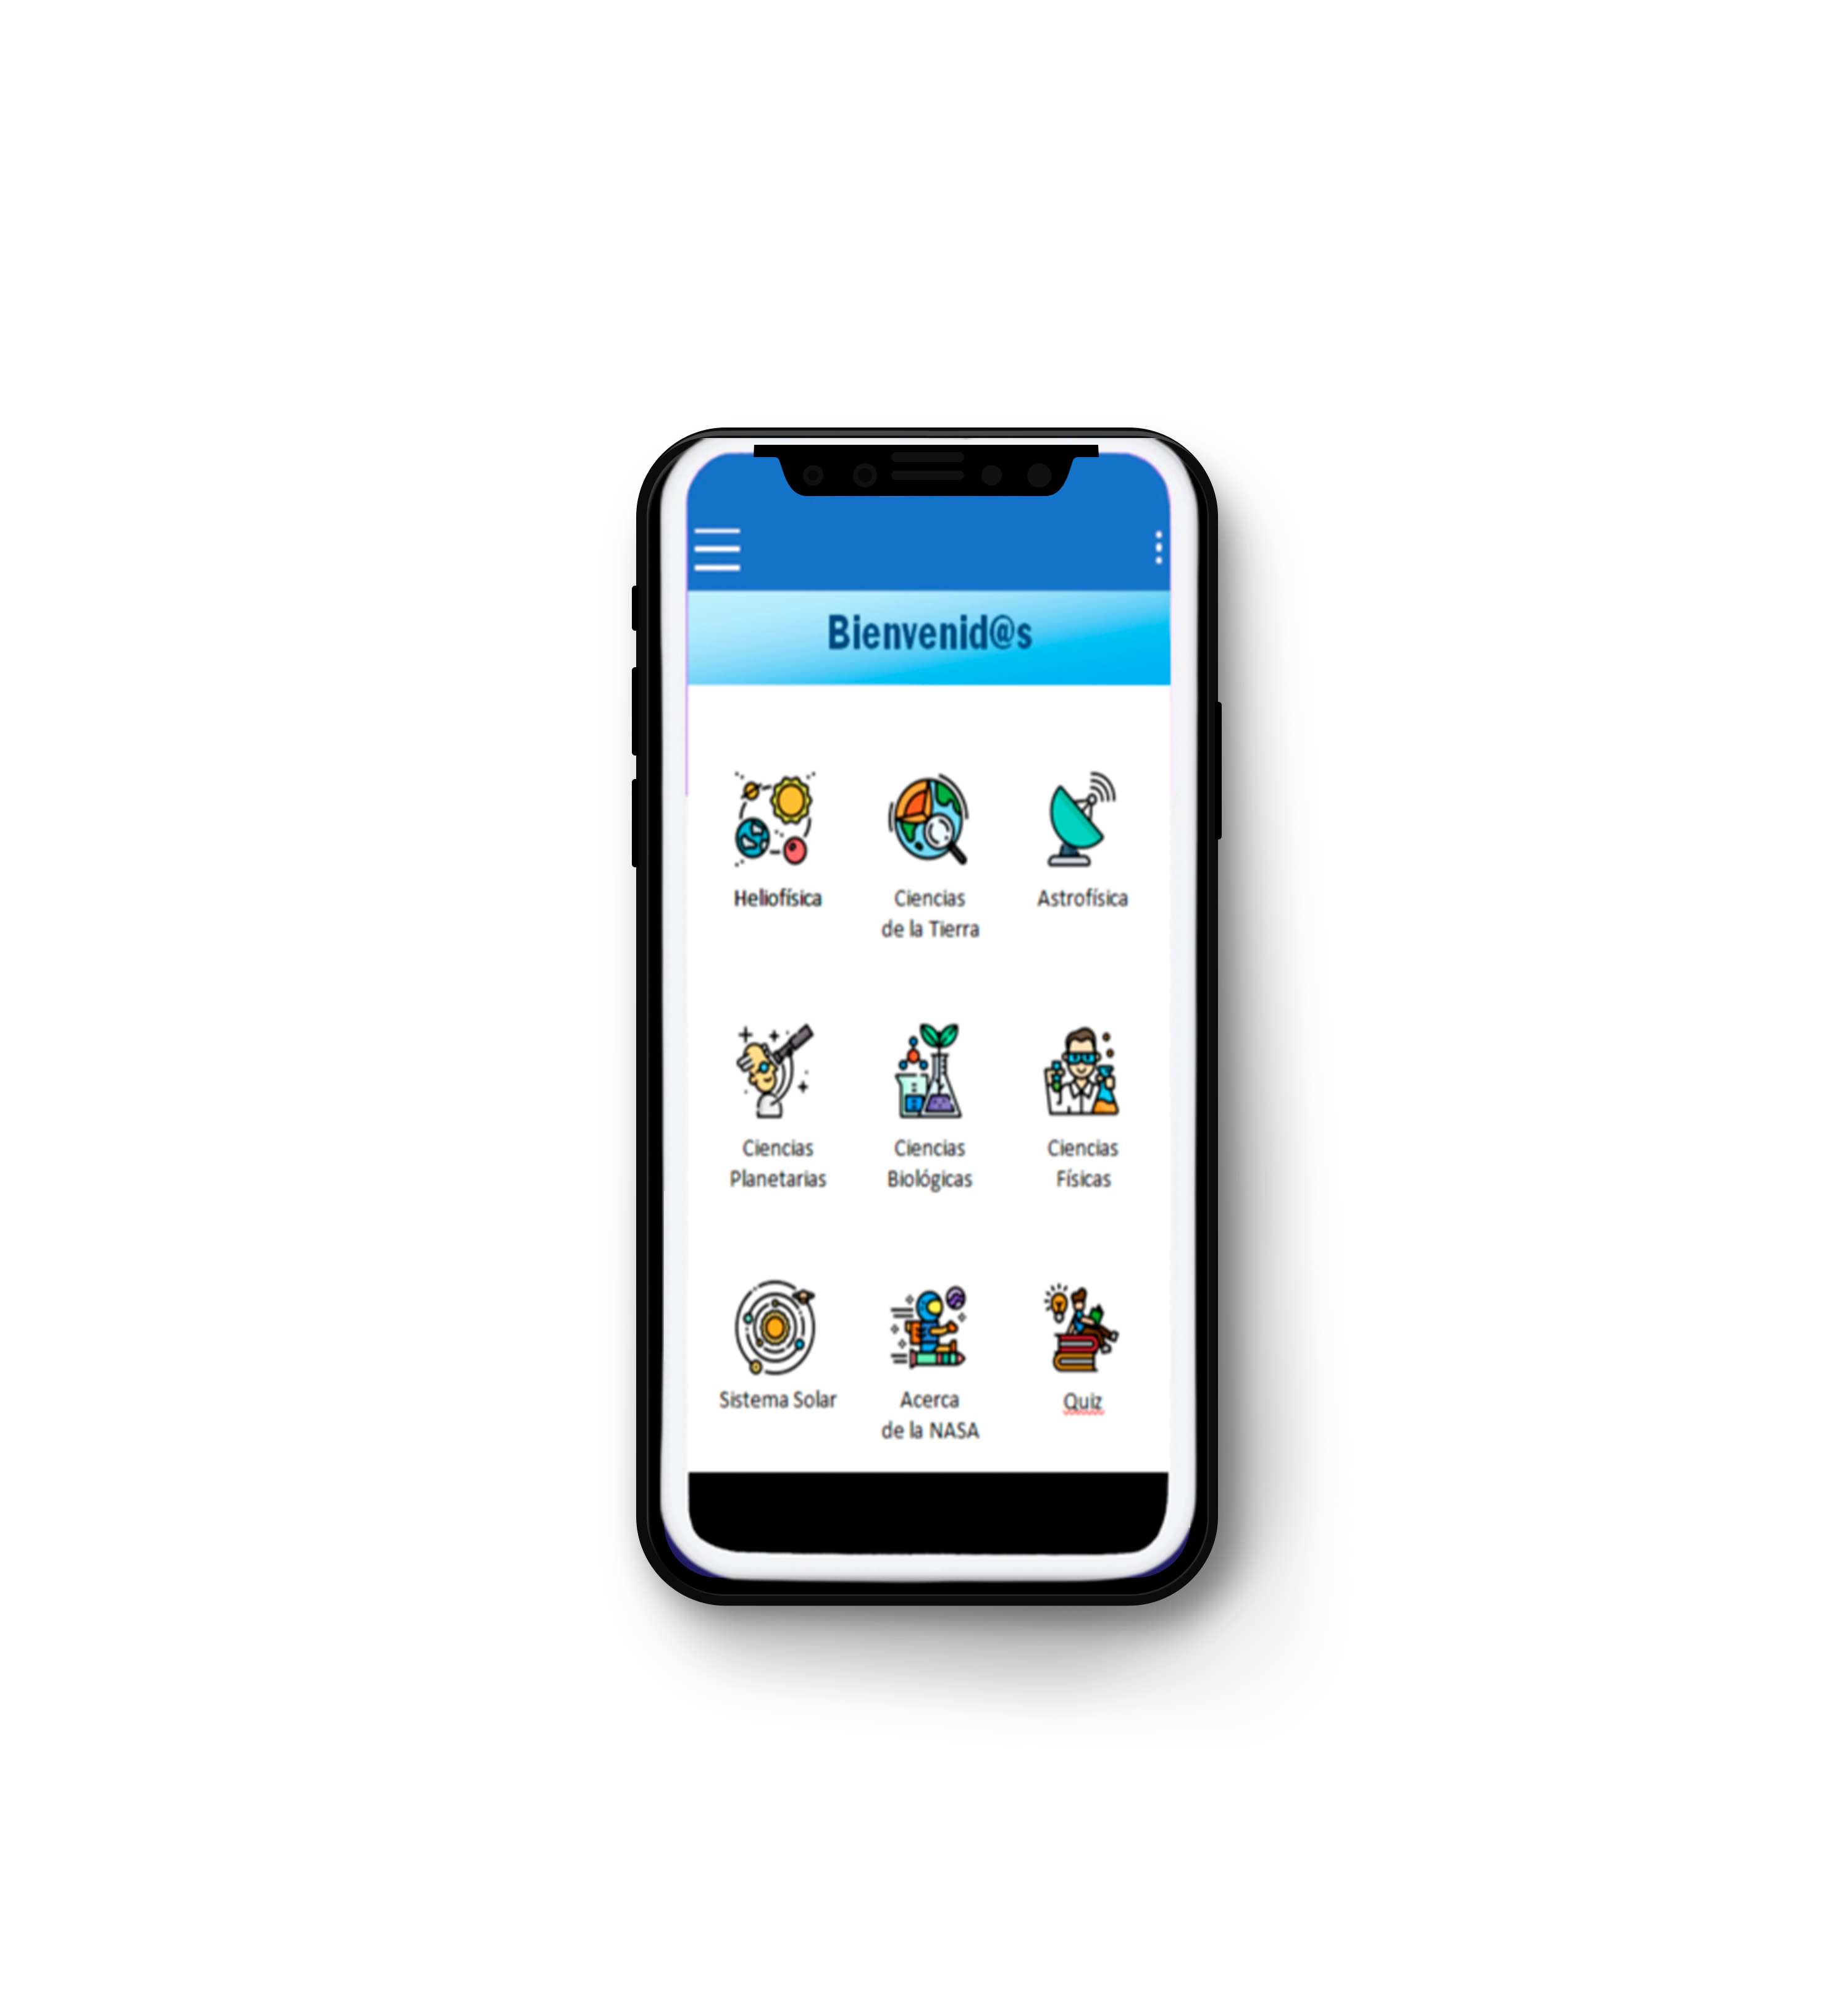 Bienvenid@s
Heliofísica
Ciencias
de la Tierra
Astrofísica
Ciencias
Planetarias
Ciencias
Biológicas
Ciencias
Físicas
Sistema Solar
Acerca
de la NASA
Quiz